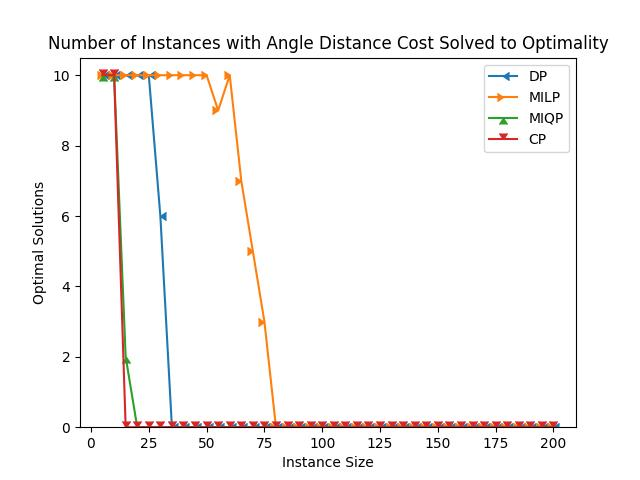 Number of Instances with Angle Distance Cost Solved to Optimality
Optimal Solutions
10
8
6
4
2
0
0 25 50 75 100 125 150 175 200
Instance Size
DP
MILP
MIQP
CP